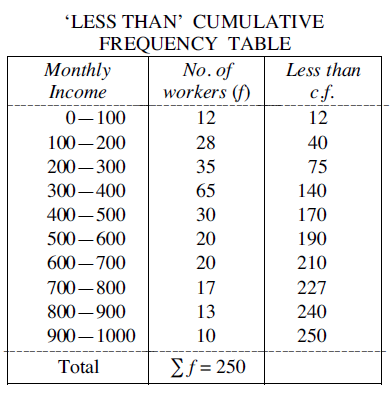 ‘LESS THAN’ CUMULATIVE
FREQUENCY TABLE
Monthly No. of Less than
Income workers (f) c.f.
0—100 12 12
100—200 28 40
200—300 35 75
300—400 65 140
400—500 30 170
500—600 20 190
600—700 20 210
700—800 17 227
800—900 13 240
900—1000 10 250
Total ∑f = 250